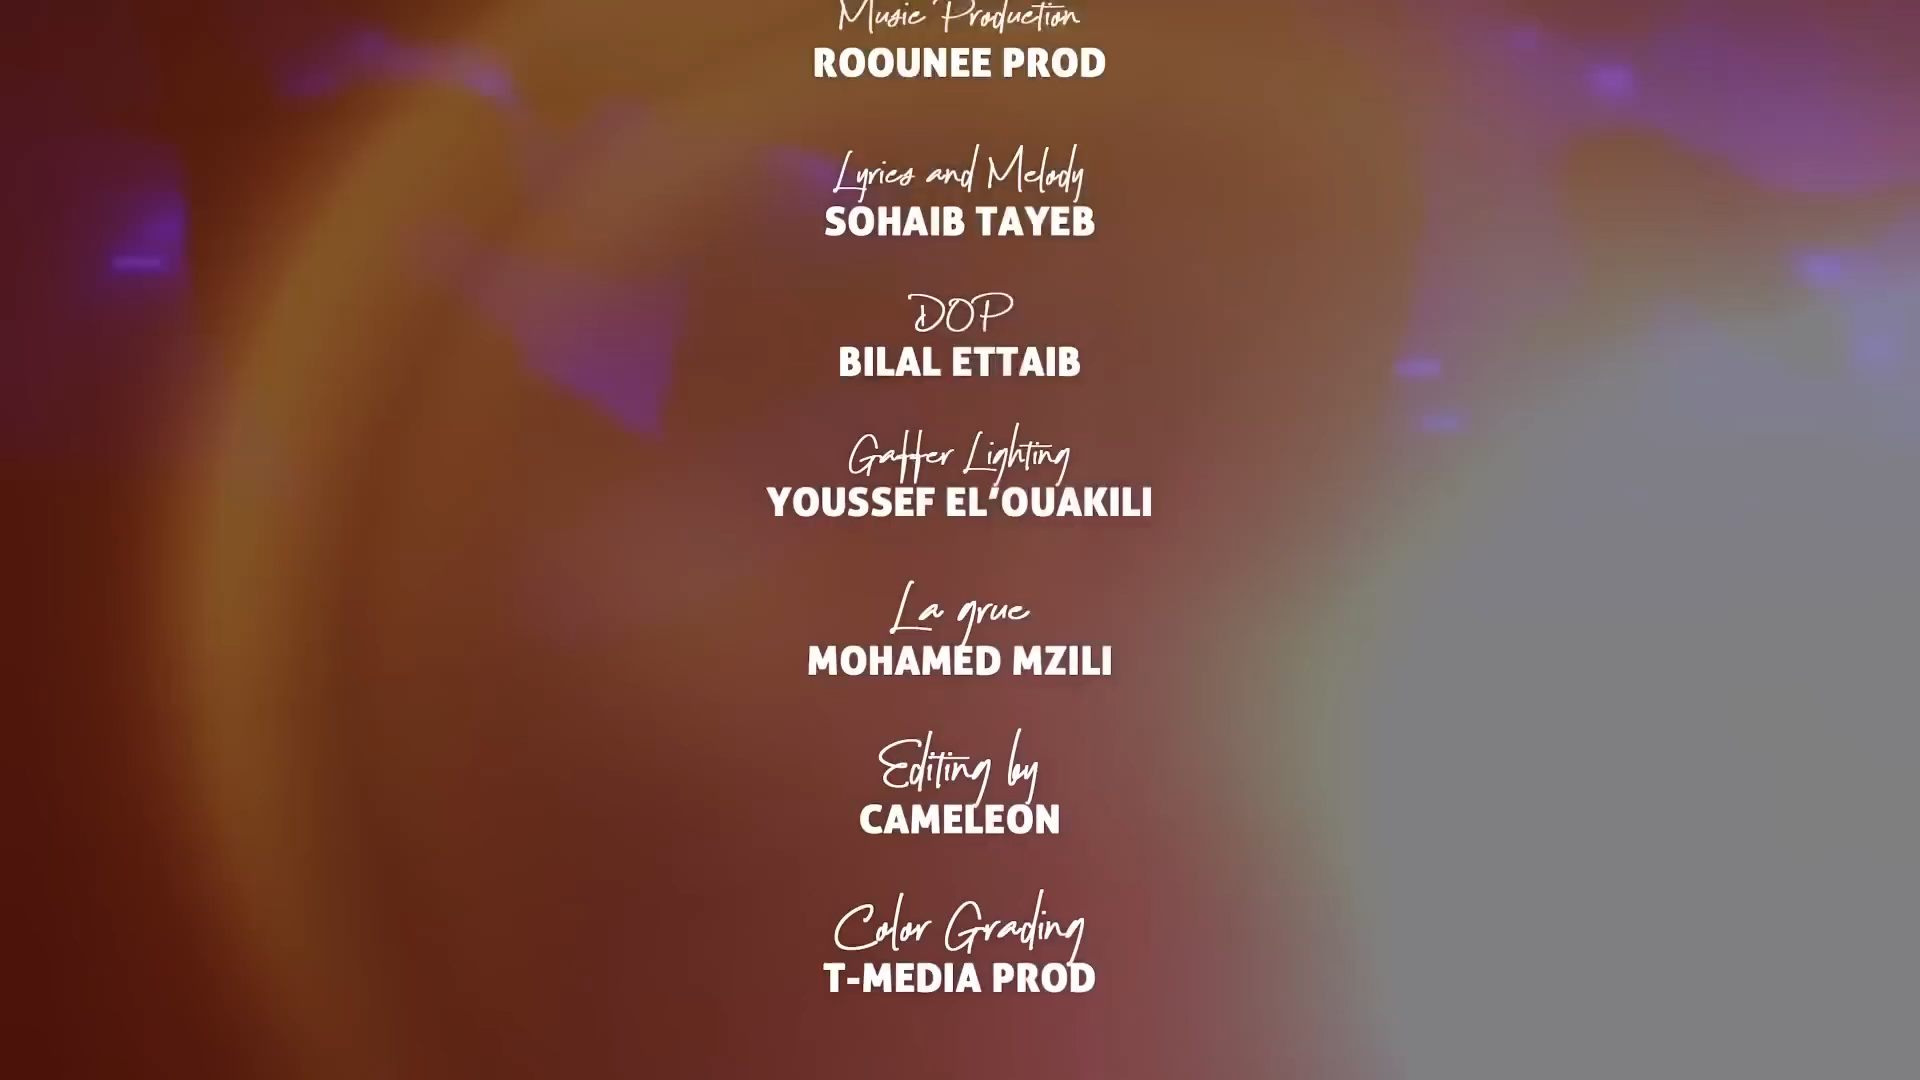 Music Production
ROOUNEE PROD
Lyrics and Melody
SOHAIB TAYEB
DOP
BILAL ETTAIB
Gaffer Lighting
YOUSSEF EL‘OUAKILI
La grue
MOHAMED MZILI
Editing by
CAMELEON
Color Grading
T-MEDIA PROD